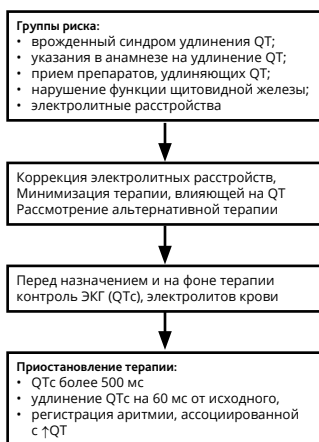 Группы риска:
• врожденный синдром удлинения QT;
• указания в анамнезе на удлинение QT;
• прием препаратов, удлиняющих QT;
• нарушение функции щитовидной железы;
• электролитные расстройства
Коррекция электролитных расстройств,
Минимизация терапии, влияющей на QT
Рассмотрение альтернативной терапии
Перед назначением и на фоне терапии
контроль ЭКГ (QTc), электролитов крови
Приостановление терапии:
• QTc более 500 мс
• удлинение QTc на 60 мс от исходного,
• регистрация аритмии, ассоциированной
с ↑QT